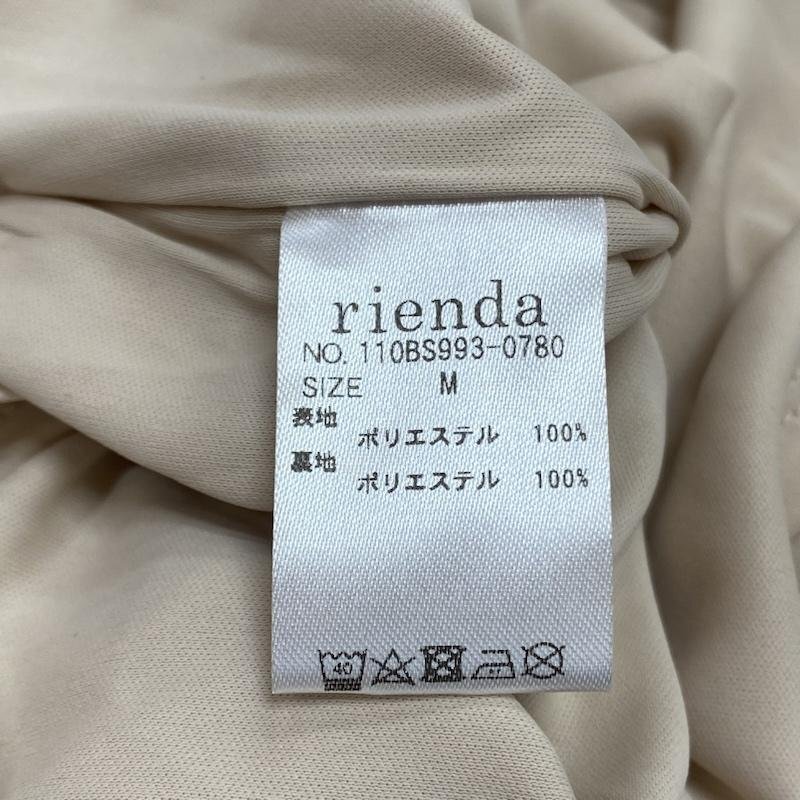 rienda
NO. 110BS993-0780
SIZE M
表地
ポリエステル 100%
裏地
ポリエステル 100%
40